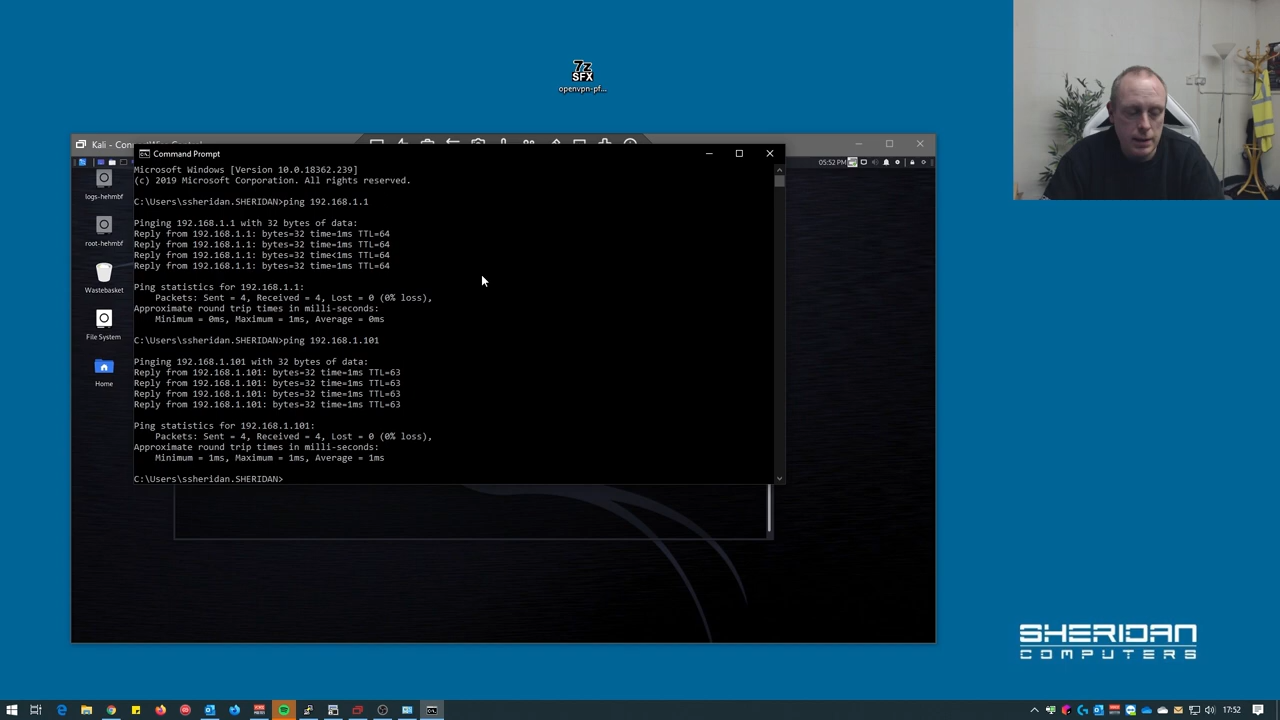 7z
SFX
openvpn-pf...
Kali - Conn
Command Prompt
05:52 PM
logs-hehmbf
root-hehmbf
Wastebasket
File System
Home
Microsoft Windows [Version 10.0.18362.239]
(c) 2019 Microsoft Corporation. All rights reserved.
C:\Users\ssheridan.SHERIDAN>ping 192.168.1.1
Pinging 192.168.1.1 with 32 bytes of data:
Reply from 192.168.1.1: bytes=32 time=1ms TTL=64
Reply from 192.168.1.1: bytes=32 time=1ms TTL=64
Reply from 192.168.1.1: bytes=32 time<1ms TTL=64
Reply from 192.168.1.1: bytes=32 time=1ms TTL=64
Ping statistics for 192.168.1.1:
Packets: Sent = 4, Received = 4, Lost = 0 (0% loss),
Approximate round trip times in milli-seconds:
Minimum = 0ms, Maximum = 1ms, Average = 0ms
C:\Users\ssheridan.SHERIDAN>ping 192.168.1.101
Pinging 192.168.1.101 with 32 bytes of data:
Reply from 192.168.1.101: bytes=32 time=1ms TTL=63
Reply from 192.168.1.101: bytes=32 time=1ms TTL=63
Reply from 192.168.1.101: bytes=32 time=1ms TTL=63
Reply from 192.168.1.101: bytes=32 time=1ms TTL=63
Ping statistics for 192.168.1.101:
Packets: Sent = 4, Received = 4, Lost = 0 (0% loss),
Approximate round trip times in milli-seconds:
Minimum = 1ms, Maximum = 1ms, Average = 1ms
C:\Users\ssheridan.SHERIDAN>
SHERIDAN
COMPUTERS
17:52